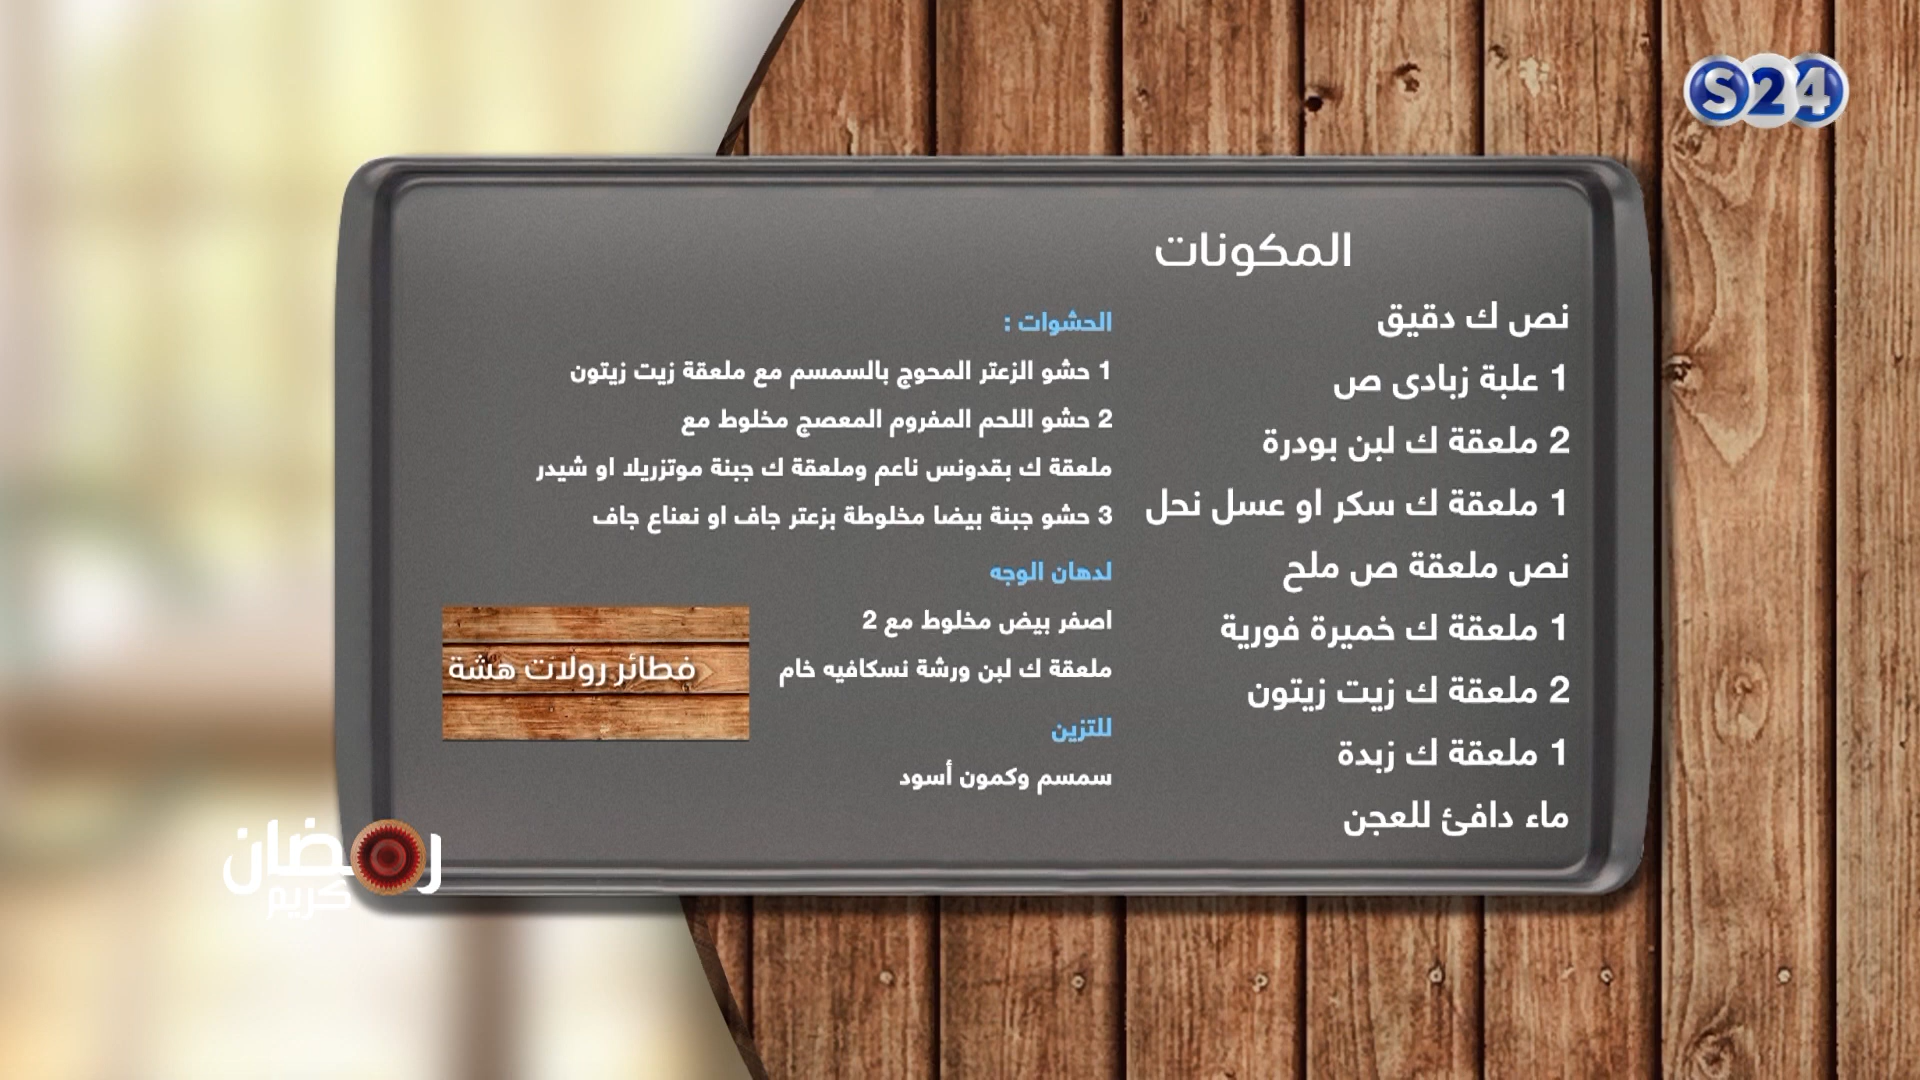 S24
المكونات
نص ك دقيق
1 علبة زبادى ص
2 ملعقة ك لبن بودرة
1 ملعقة ك سكر او عسل نحل
نص ملعقة ص ملح
1 ملعقة ك خميرة فورية
2 ملعقة ك زيت زيتون
1 ملعقة ك زبدة
ماء دافئ للعجن
الحشوات :
1 حشو الزعتر المحوج بالسمسم مع ملعقة زيت زيتون
2 حشو اللحم المفروم المعصج مخلوط مع
ملعقة ك بقدونس ناعم وملعقة ك جبنة موتزريلا او شيدر
3 حشو جبنة بيضا مخلوطة بزعتر جاف او نعناع جاف
لدهان الوجه
اصفر بيض مخلوط مع 2
ملعقة ك لبن ورشة نسكافيه خام
للتزين
سمسم وكمون أسود
فطائر رولات هشة
رمضان
كريم